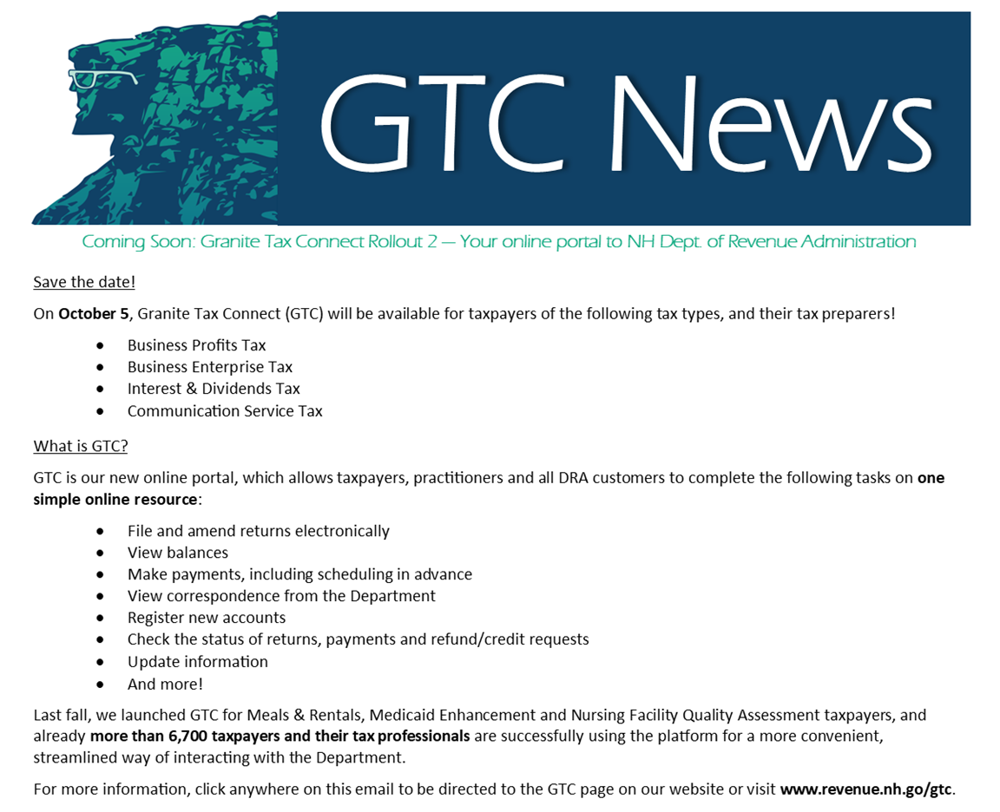 GTC News
Coming Soon: Granite Tax Connect Rollout 2 — Your online portal to NH Dept. of Revenue Administration
Save the date!
On October 5, Granite Tax Connect (GTC) will be available for taxpayers of the following tax types, and their tax preparers!
• Business Profits Tax
• Business Enterprise Tax
• Interest & Dividends Tax
• Communication Service Tax
What is GTC?
GTC is our new online portal, which allows taxpayers, practitioners and all DRA customers to complete the following tasks on one
simple online resource:
• File and amend returns electronically
• View balances
• Make payments, including scheduling in advance
• View correspondence from the Department
• Register new accounts
• Check the status of returns, payments and refund/credit requests
• Update information
• And more!
Last fall, we launched GTC for Meals & Rentals, Medicaid Enhancement and Nursing Facility Quality Assessment taxpayers, and
already more than 6,700 taxpayers and their tax professionals are successfully using the platform for a more convenient,
streamlined way of interacting with the Department.
For more information, click anywhere on this email to be directed to the GTC page on our website or visit www.revenue.nh.go/gtc.